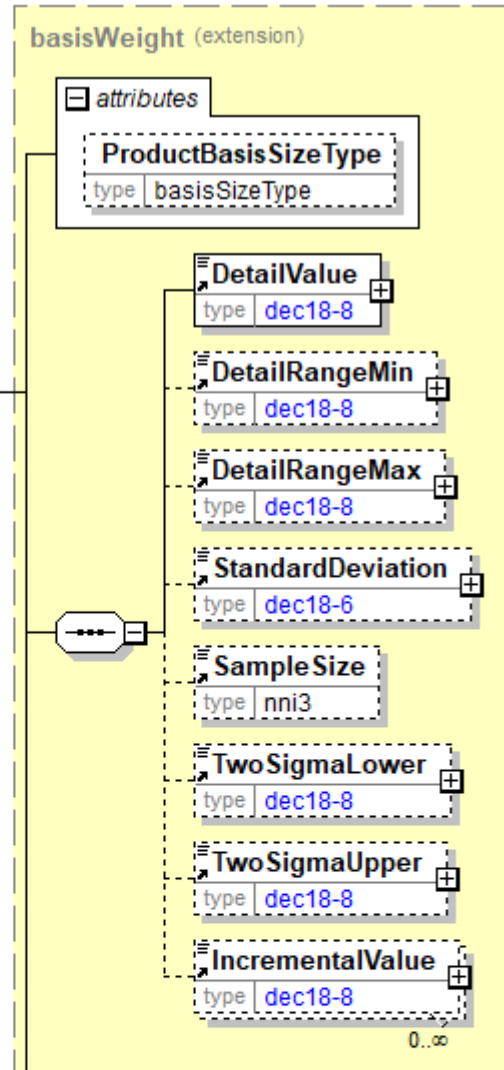 basisWeight (extension)
attributes
ProductBasisSizeType
type basisSizeType
DetailValue
type dec18-8
DetailRangeMin
type dec18-8
DetailRangeMax
type dec18-8
StandardDeviation
type dec18-6
SampleSize
type nni3
TwoSigmaLower
type dec18-8
TwoSigmaUpper
type dec18-8
IncrementalValue
type dec18-8
0..∞